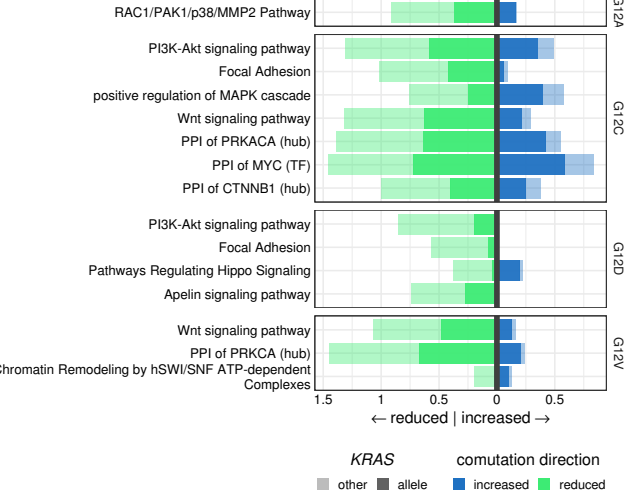 RAC1/PAK1/p38/MMP2 Pathway
G12A
PI3K-Akt signaling pathway
Focal Adhesion
positive regulation of MAPK cascade
Wnt signaling pathway
PPI of PRKACA (hub)
PPI of MYC (TF)
PPI of CTNNB1 (hub)
G12C
PI3K-Akt signaling pathway
Focal Adhesion
Pathways Regulating Hippo Signaling
Apelin signaling pathway
G12D
Wnt signaling pathway
PPI of PRKCA (hub)
Chromatin Remodeling by hSWI/SNF ATP-dependent
Complexes
G12V
1.5 1 0.5 0 0.5
← reduced | increased →
KRAS comutation direction
other allele increased reduced